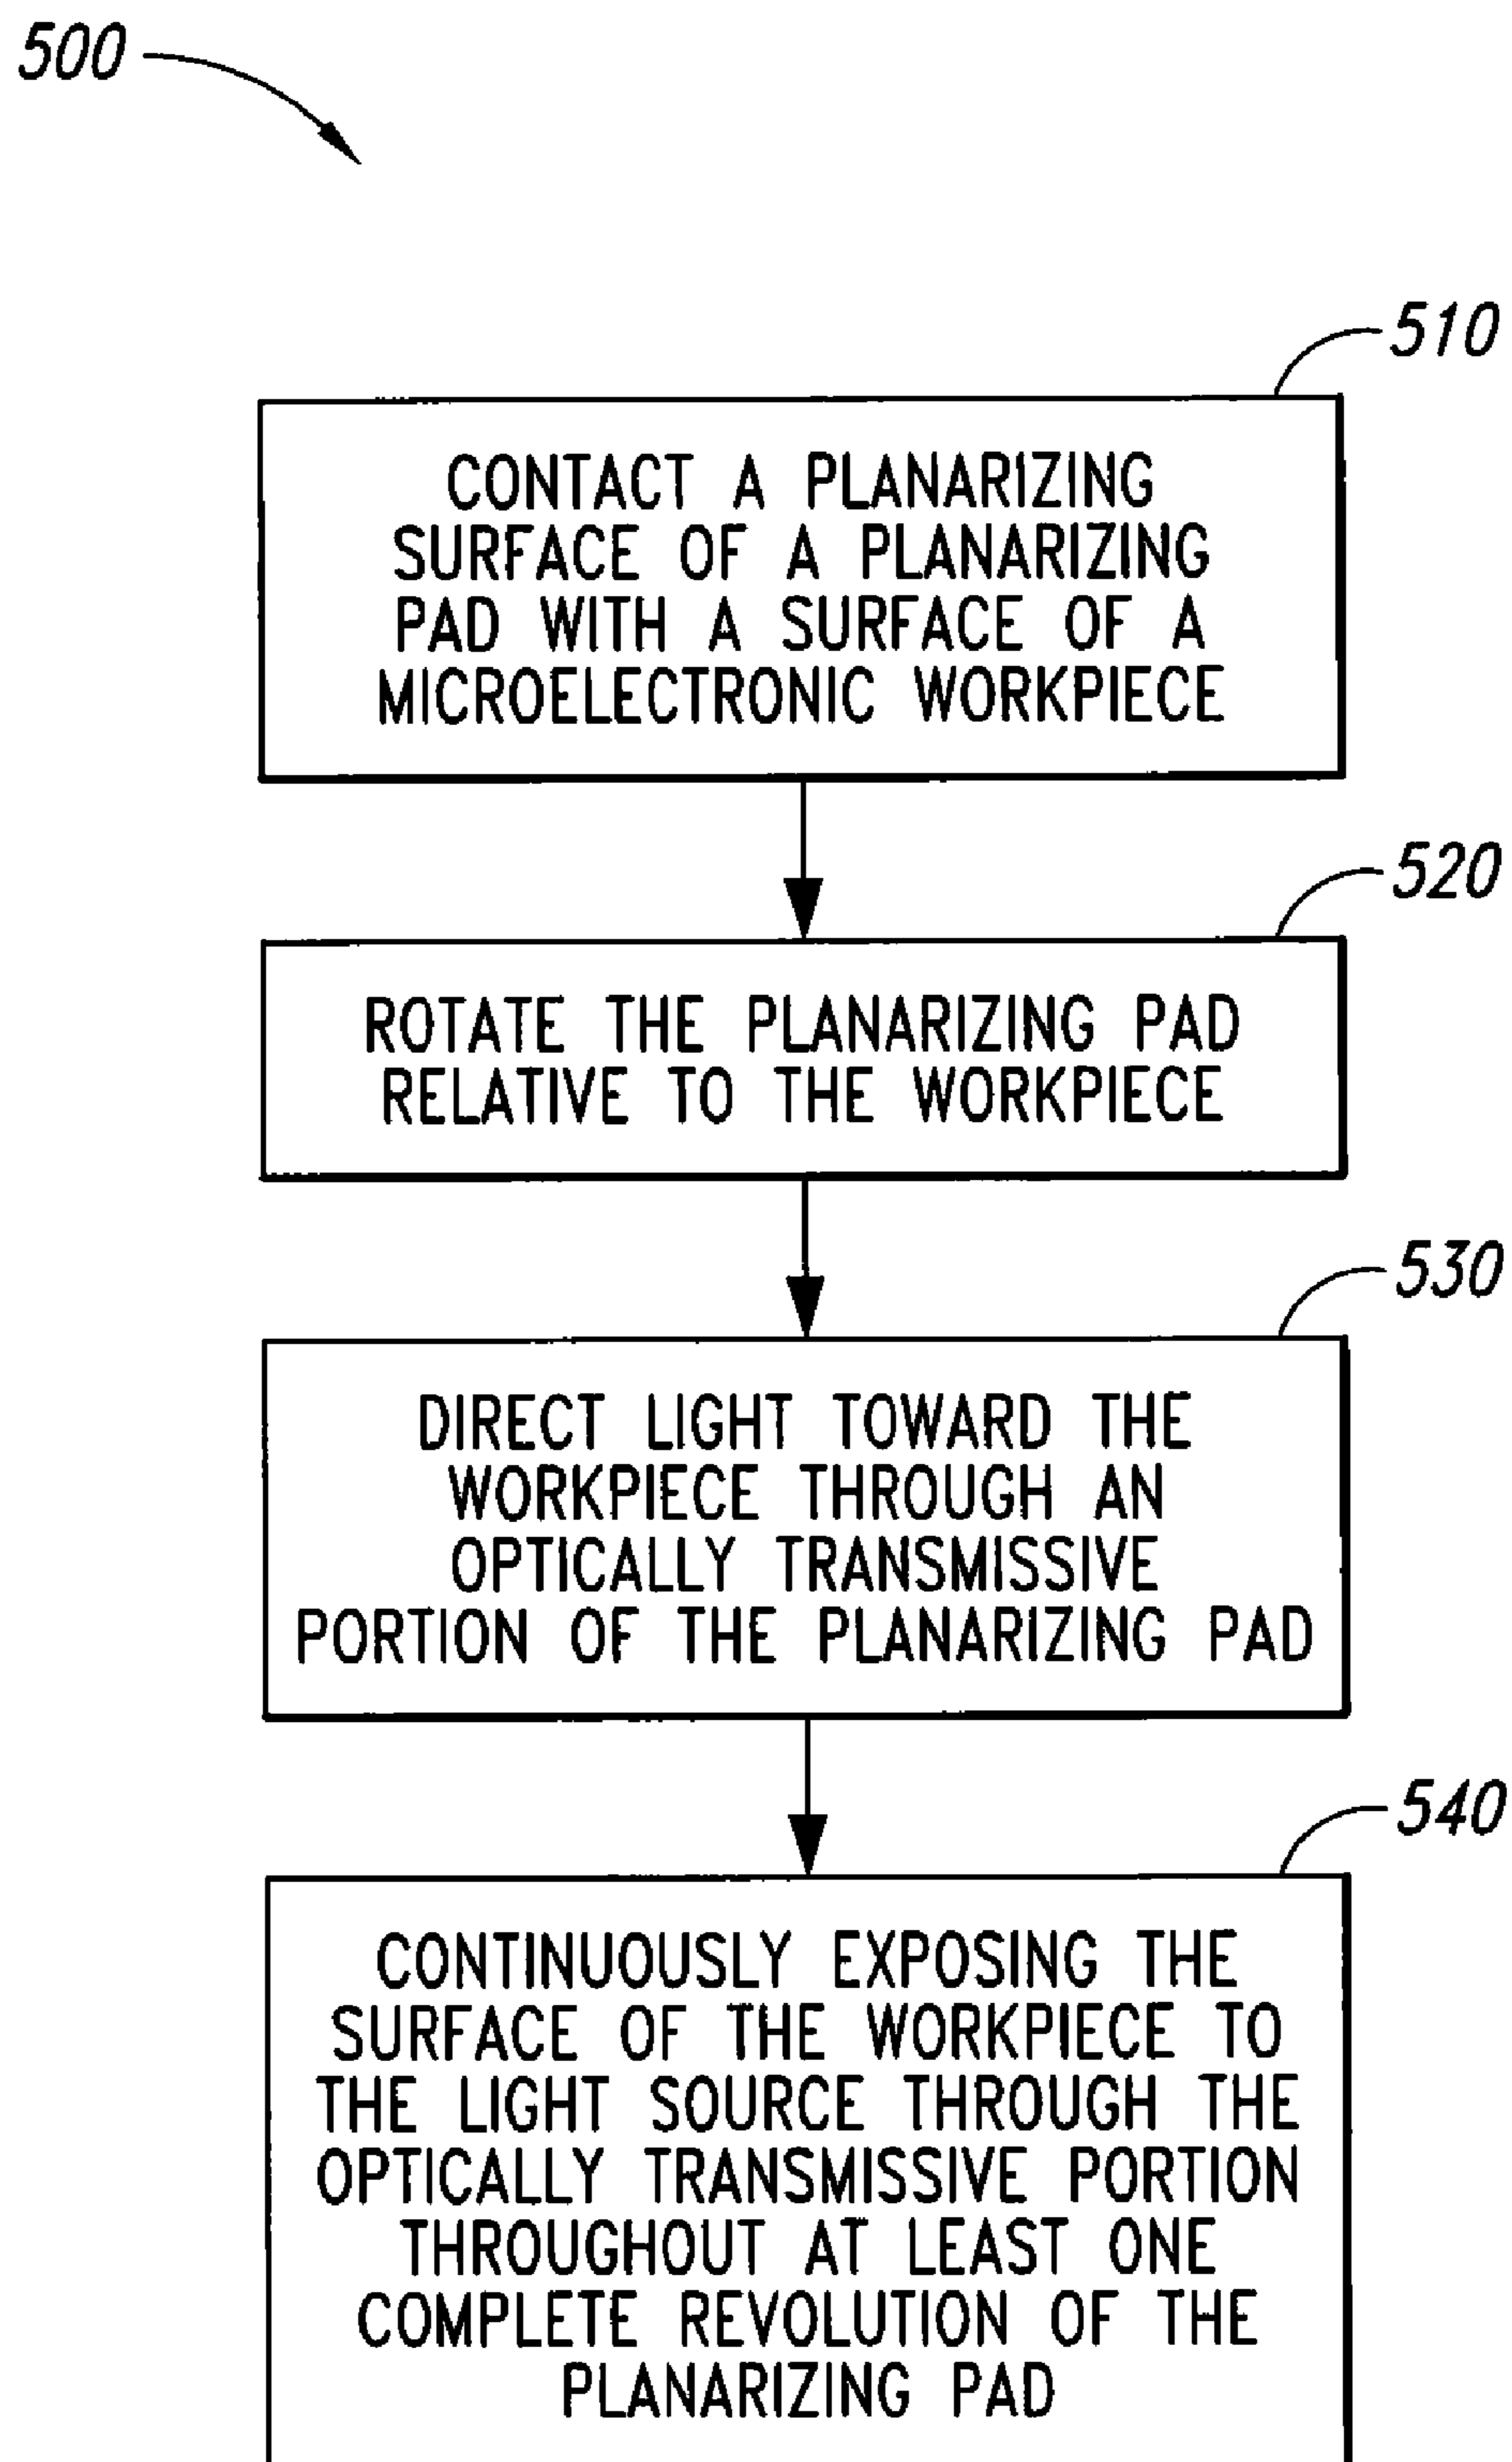 500
510
CONTACT A PLANARIZING
SURFACE OF A PLANARIZING
PAD WITH A SURFACE OF A
MICROELECTRONIC WORKPIECE
520
ROTATE THE PLANARIZING PAD
RELATIVE TO THE WORKPIECE
530
DIRECT LIGHT TOWARD THE
WORKPIECE THROUGH AN
OPTICALLY TRANSMISSIVE
PORTION OF THE PLANARIZING PAD
540
CONTINUOUSLY EXPOSING THE
SURFACE OF THE WORKPIECE TO
THE LIGHT SOURCE THROUGH THE
OPTICALLY TRANSMISSIVE PORTION
THROUGHOUT AT LEAST ONE
COMPLETE REVOLUTION OF THE
PLANARIZING PAD